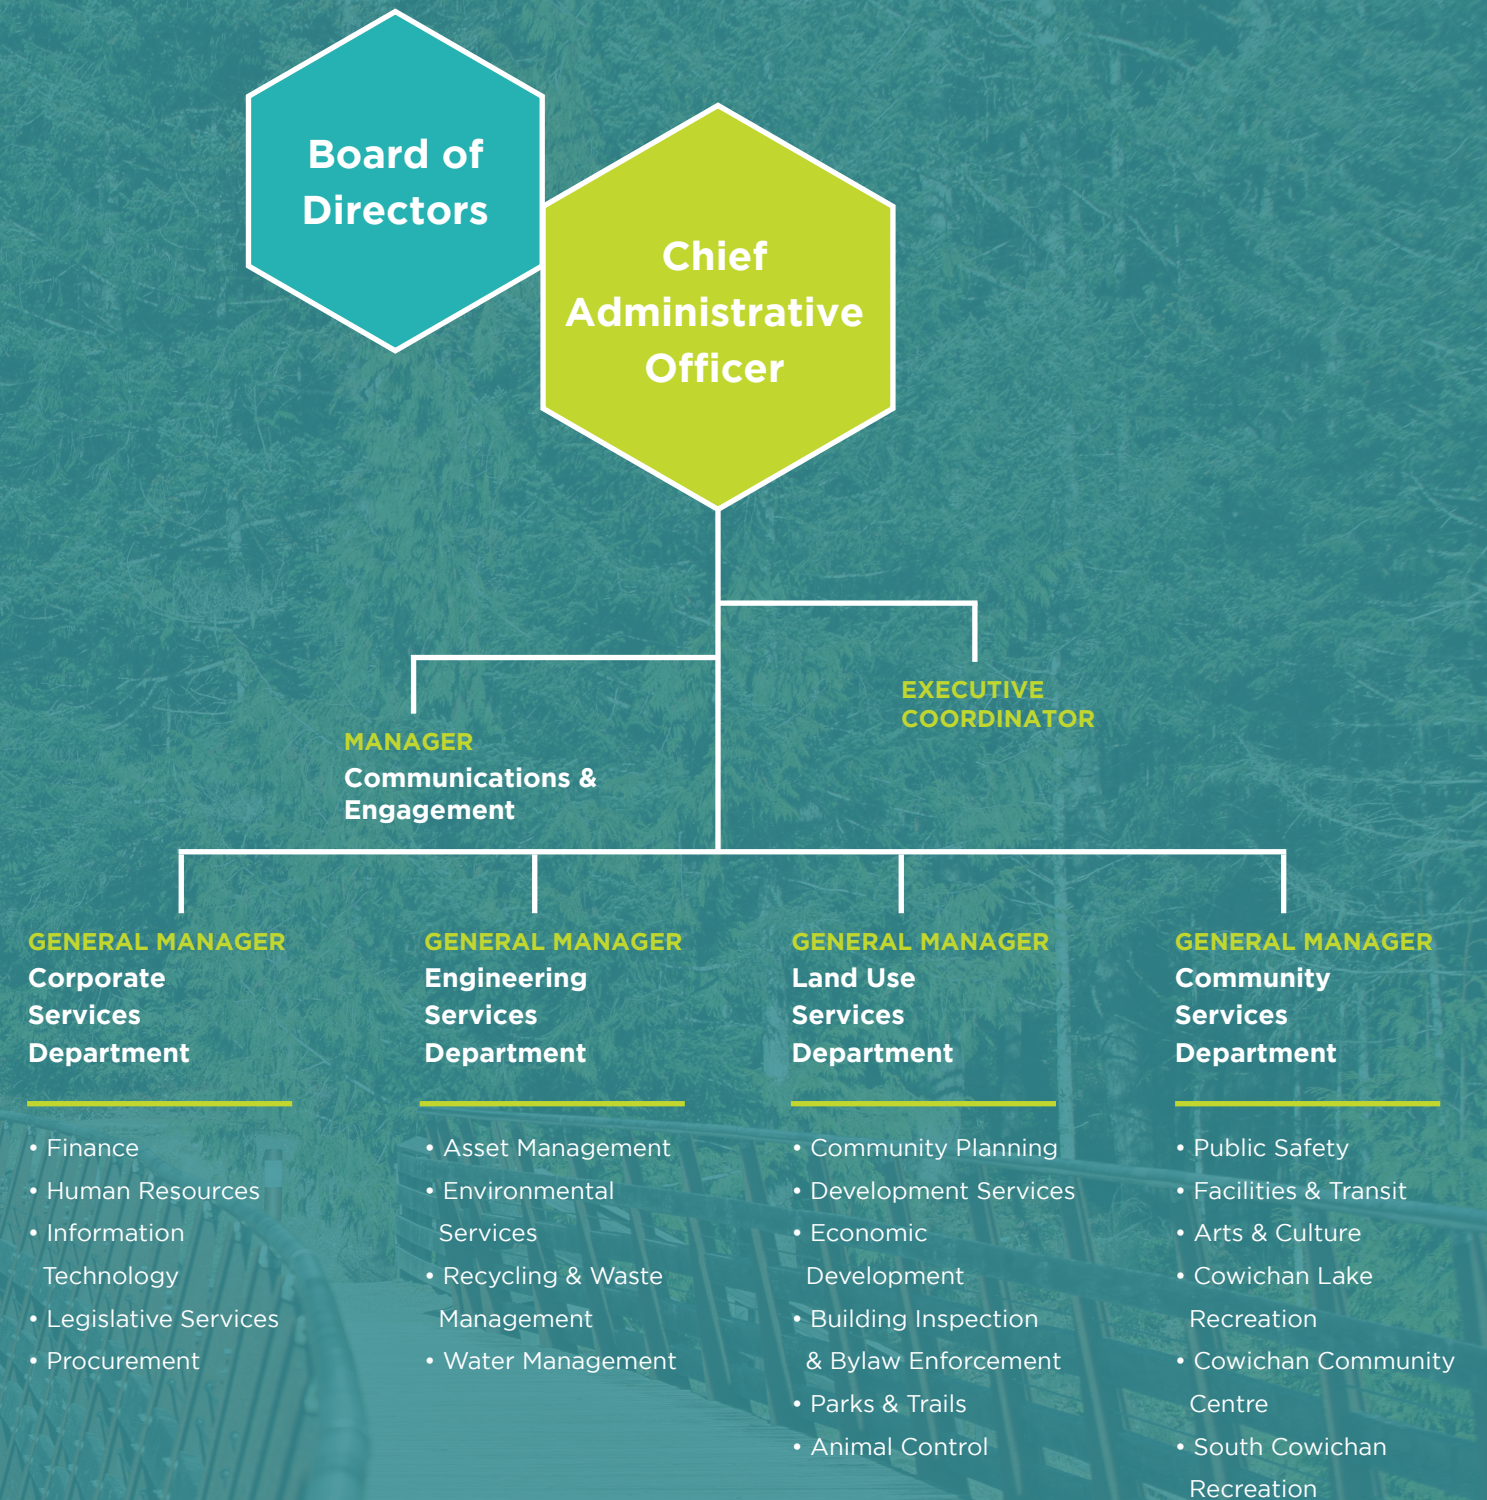 Board of
Directors
Chief
Administrative
Officer
EXECUTIVE
COORDINATOR
MANAGER
Communications &
Engagement
GENERAL MANAGER
Corporate
Services
Department
• Finance
• Human Resources
• Information
Technology
• Legislative Services
• Procurement
GENERAL MANAGER
Engineering
Services
Department
• Asset Management
• Environmental
Services
• Recycling & Waste
Management
• Water Management
GENERAL MANAGER
Land Use
Services
Department
• Community Planning
• Development Services
• Economic
Development
• Building Inspection
& Bylaw Enforcement
• Parks & Trails
• Animal Control
GENERAL MANAGER
Community
Services
Department
• Public Safety
• Facilities & Transit
• Arts & Culture
• Cowichan Lake
Recreation
• Cowichan Community
Centre
• South Cowichan
Recreation